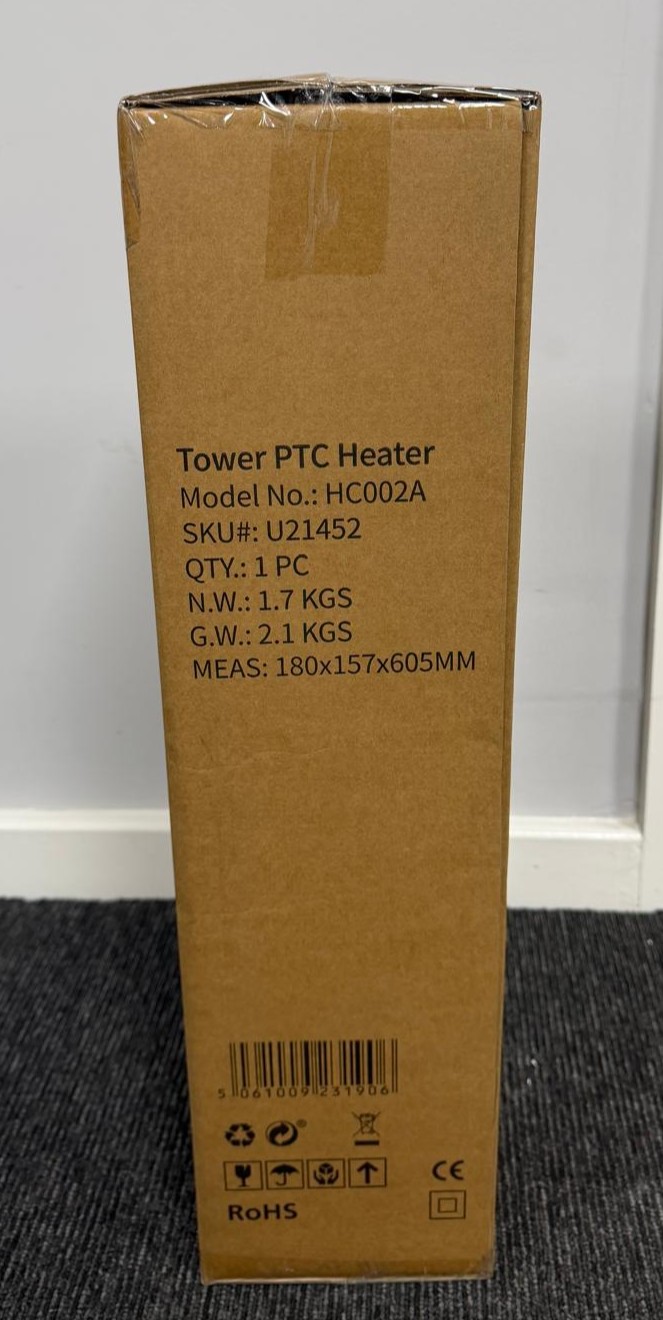 Tower PTC Heater
Model No.: HC002A
SKU#: U21452
QTY.: 1 PC
N.W.: 1.7 KGS
G.W.: 2.1 KGS
MEAS: 180x157x605MM
5 061009 231906
CE
RoHS